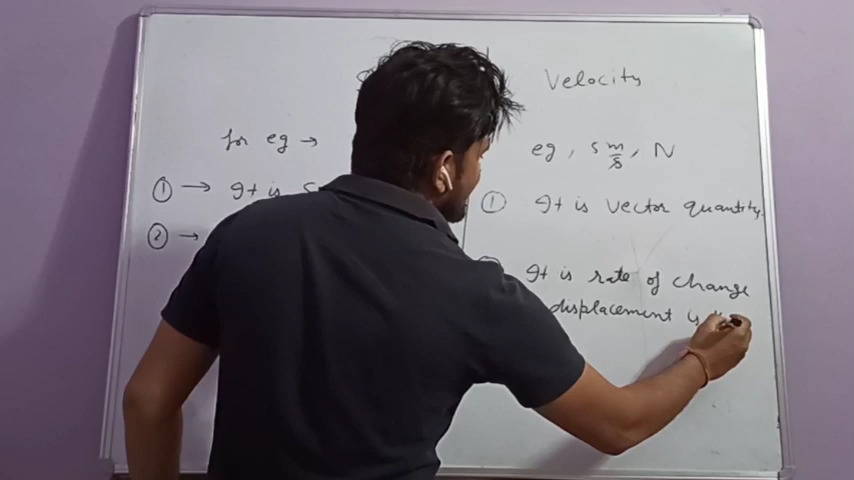 Velocity
for eg →
① → It is
② →
eg, 5 m/s, N
① It is vector quantity.
It is rate of change
displacement is